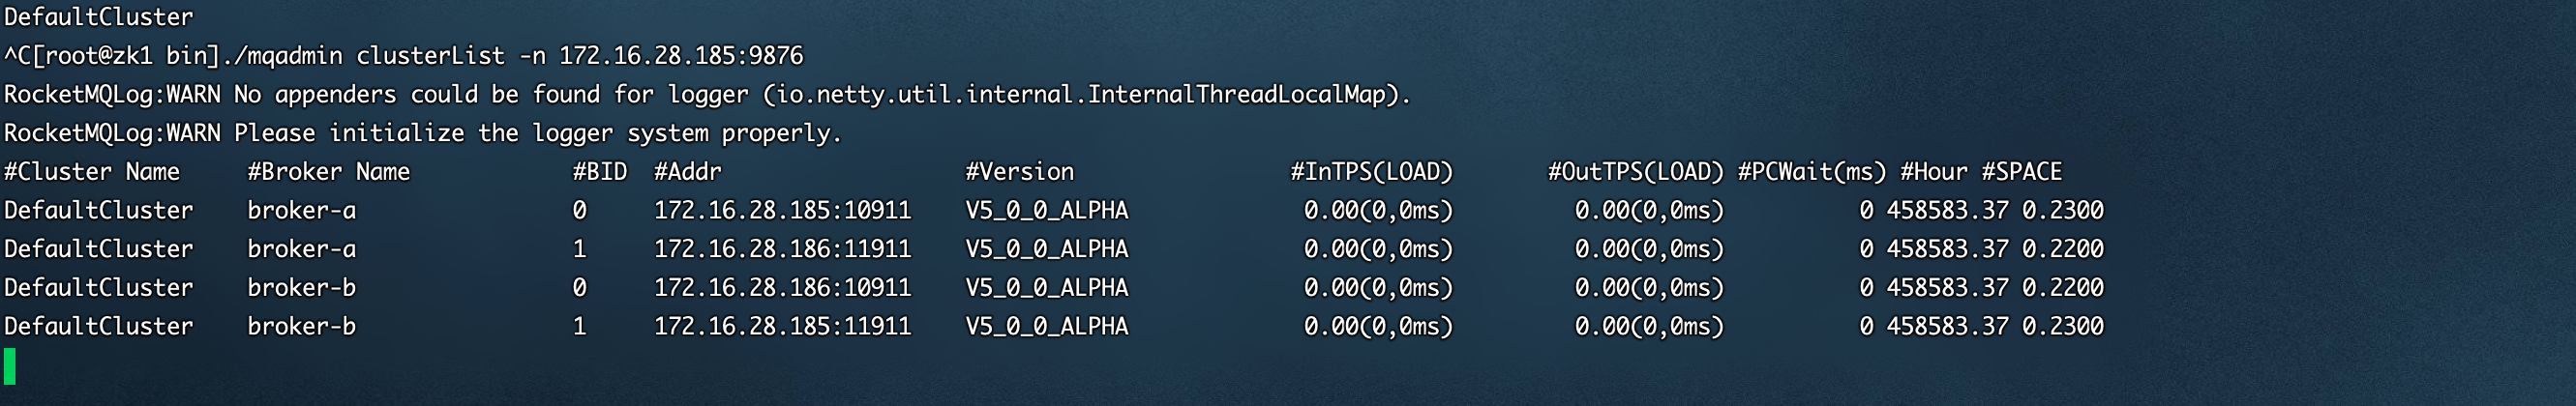 DefaultCluster
^C[root@zk1 bin]./mqadmin clusterList -n 172.16.28.185:9876
RocketMQLog:WARN No appenders could be found for logger (io.netty.util.internal.InternalThreadLocalMap).
RocketMQLog:WARN Please initialize the logger system properly.
#Cluster Name     #Broker Name            #BID  #Addr                  #Version                #InTPS(LOAD)       #OutTPS(LOAD) #PCWait(ms) #Hour #SPACE
DefaultCluster    broker-a                0     172.16.28.185:10911    V5_0_0_ALPHA             0.00(0,0ms)         0.00(0,0ms)          0 458583.37 0.2300
DefaultCluster    broker-a                1     172.16.28.186:11911    V5_0_0_ALPHA             0.00(0,0ms)         0.00(0,0ms)          0 458583.37 0.2200
DefaultCluster    broker-b                0     172.16.28.186:10911    V5_0_0_ALPHA             0.00(0,0ms)         0.00(0,0ms)          0 458583.37 0.2200
DefaultCluster    broker-b                1     172.16.28.185:11911    V5_0_0_ALPHA             0.00(0,0ms)         0.00(0,0ms)          0 458583.37 0.2300